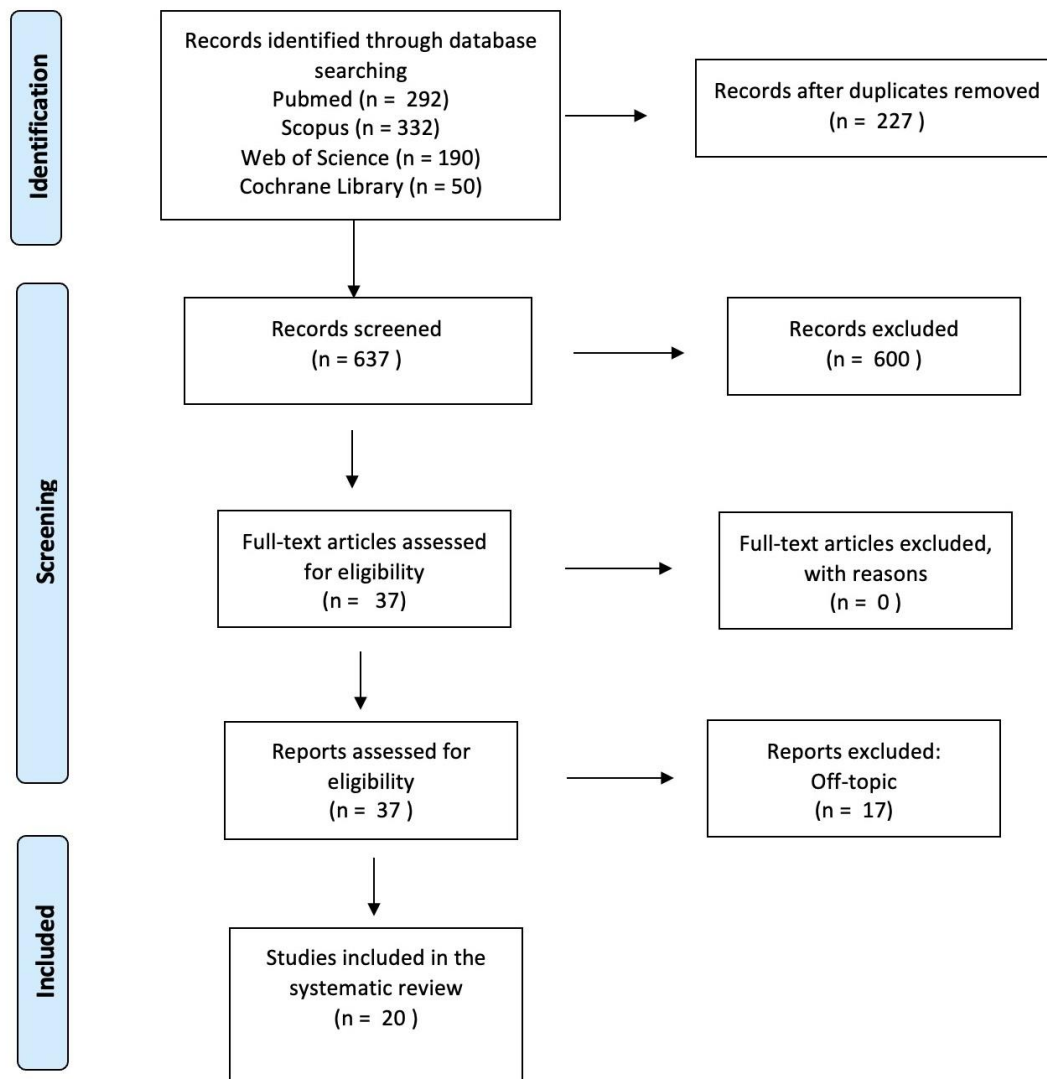 Identification
Records identified through database
searching
Pubmed (n = 292)
Scopus (n = 332)
Web of Science (n = 190)
Cochrane Library (n = 50)
Records after duplicates removed
(n = 227 )
Screening
Records screened
(n = 637 )
Records excluded
(n = 600 )
Full-text articles assessed
for eligibility
(n = 37)
Full-text articles excluded,
with reasons
(n = 0 )
Reports assessed for
eligibility
(n = 37 )
Reports excluded:
Off-topic
(n = 17)
Included
Studies included in the
systematic review
(n = 20 )